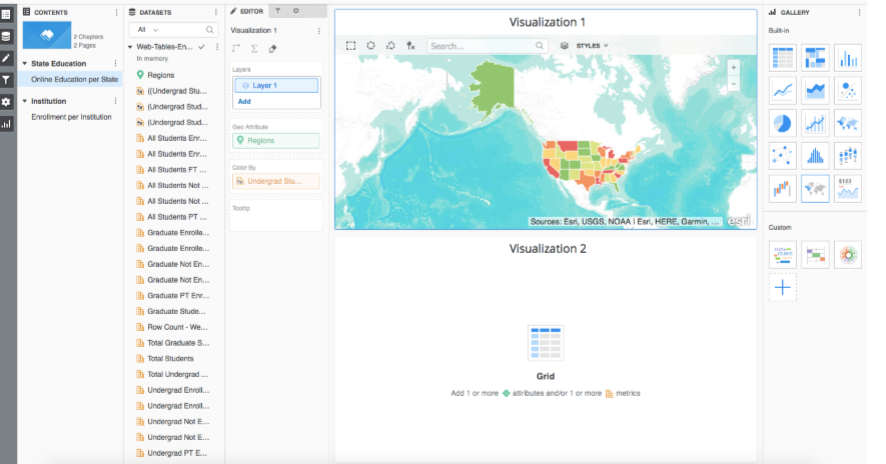 CONTENTS
2 Chapters
2 Pages
State Education
Online Education per State
Institution
Enrollment per Institution
DATASETS
All
Web-Tables-En...
In memory
Regions
((Undergrad Stu...
(Undergrad Stud...
(Undergrad Stud...
All Students Enr...
All Students Enr...
All Students FT ...
All Students Not ...
All Students Not ...
All Students PT ...
Graduate Enrolle...
Graduate Enrolle...
Graduate Not En...
Graduate Not En...
Graduate PT Enr...
Graduate Stude...
Row Count - We...
Total Graduate S...
Total Students
Total Undergrad ...
Undergrad Enroll...
Undergrad Enroll...
Undergrad Not E...
Undergrad Not E...
Undergrad PT E...
EDITOR
Visualization 1
Layers
Layer 1
Add
Geo Attribute
Regions
Color By
Undergrad Stu...
Tooltip
Visualization 1
Search...
STYLES
+
-
Sources: Esri, USGS, NOAA | Esri, HERE, Garmin, ...
esri
Visualization 2
Grid
Add 1 or more attributes and/or 1 or more metrics
GALLERY
Built-in
$123
Custom